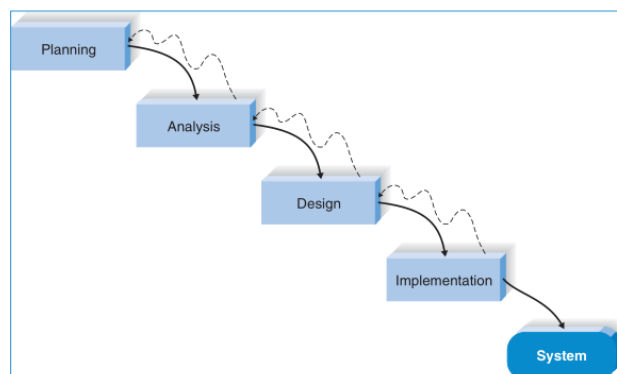 Planning
Analysis
Design
Implementation
System